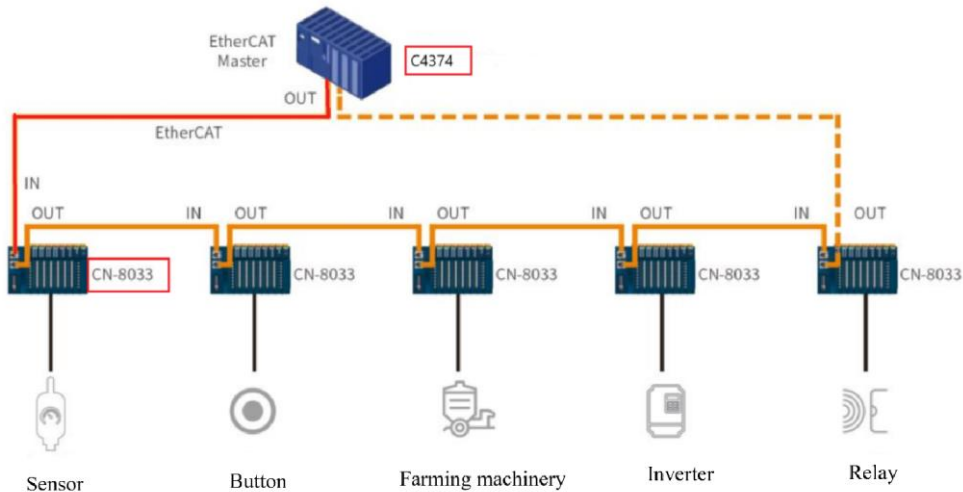 EtherCAT
Master
C4374
OUT
EtherCAT
IN
OUT IN OUT IN OUT IN OUT IN OUT
CN-8033 CN-8033 CN-8033 CN-8033 CN-8033
Sensor Button Farming machinery Inverter Relay